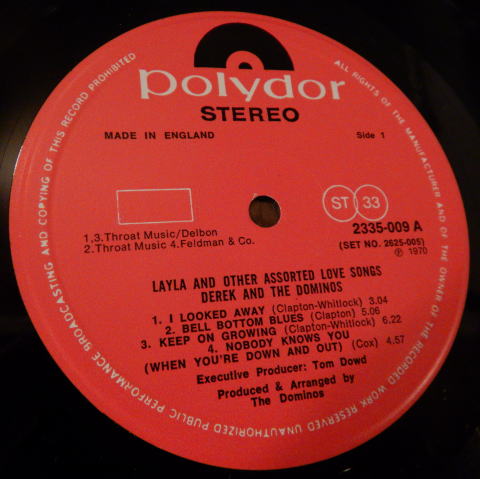 polydor
STEREO
MADE IN ENGLAND
Side 1
ST 33
2335-009 A
(SET NO. 2625-005)
℗ 1970
1,3. Throat Music/Delbon
2. Throat Music 4. Feldman & Co.
LAYLA AND OTHER ASSORTED LOVE SONGS
DEREK AND THE DOMINOS
1. I LOOKED AWAY (Clapton-Whitlock) 3.04
2. BELL BOTTOM BLUES (Clapton) 5.06
3. KEEP ON GROWING (Clapton-Whitlock) 6.22
4. NOBODY KNOWS YOU
(WHEN YOU'RE DOWN AND OUT) (Cox) 4.57
Executive Producer: Tom Dowd
Produced & Arranged by
The Dominos
ALL RIGHTS OF THE MANUFACTURER AND OF THE OWNER OF THE RECORDED WORK RESERVED UNAUTHORIZED PUBLIC PERFORMANCE BROADCASTING AND COPYING OF THIS RECORD PROHIBITED